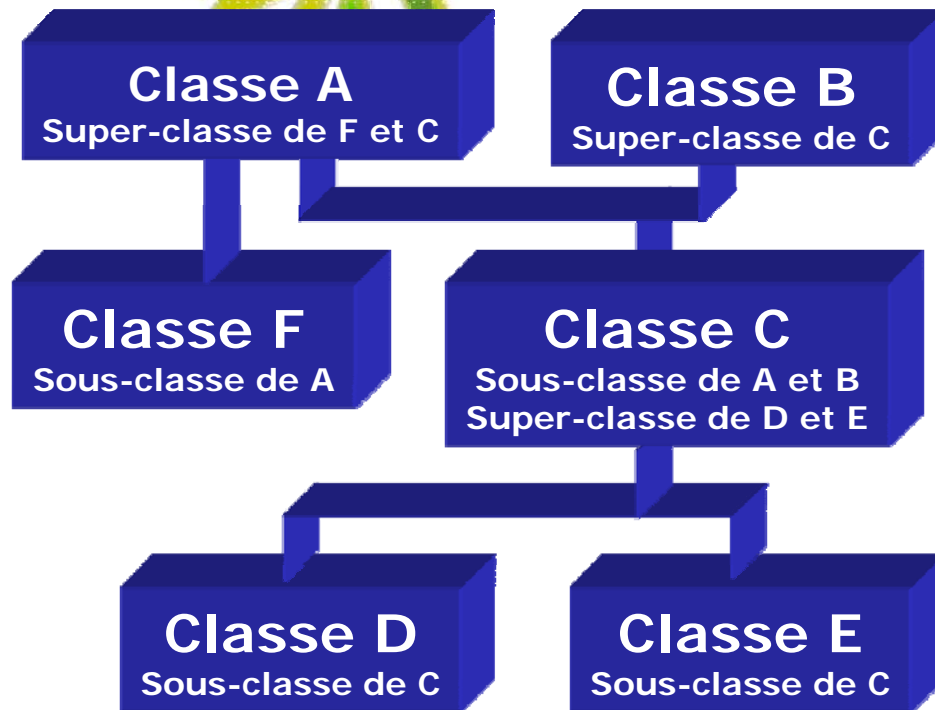 Classe A
Super-classe de F et C
Classe B
Super-classe de C
Classe F
Sous-classe de A
Classe C
Sous-classe de A et B
Super-classe de D et E
Classe D
Sous-classe de C
Classe E
Sous-classe de C